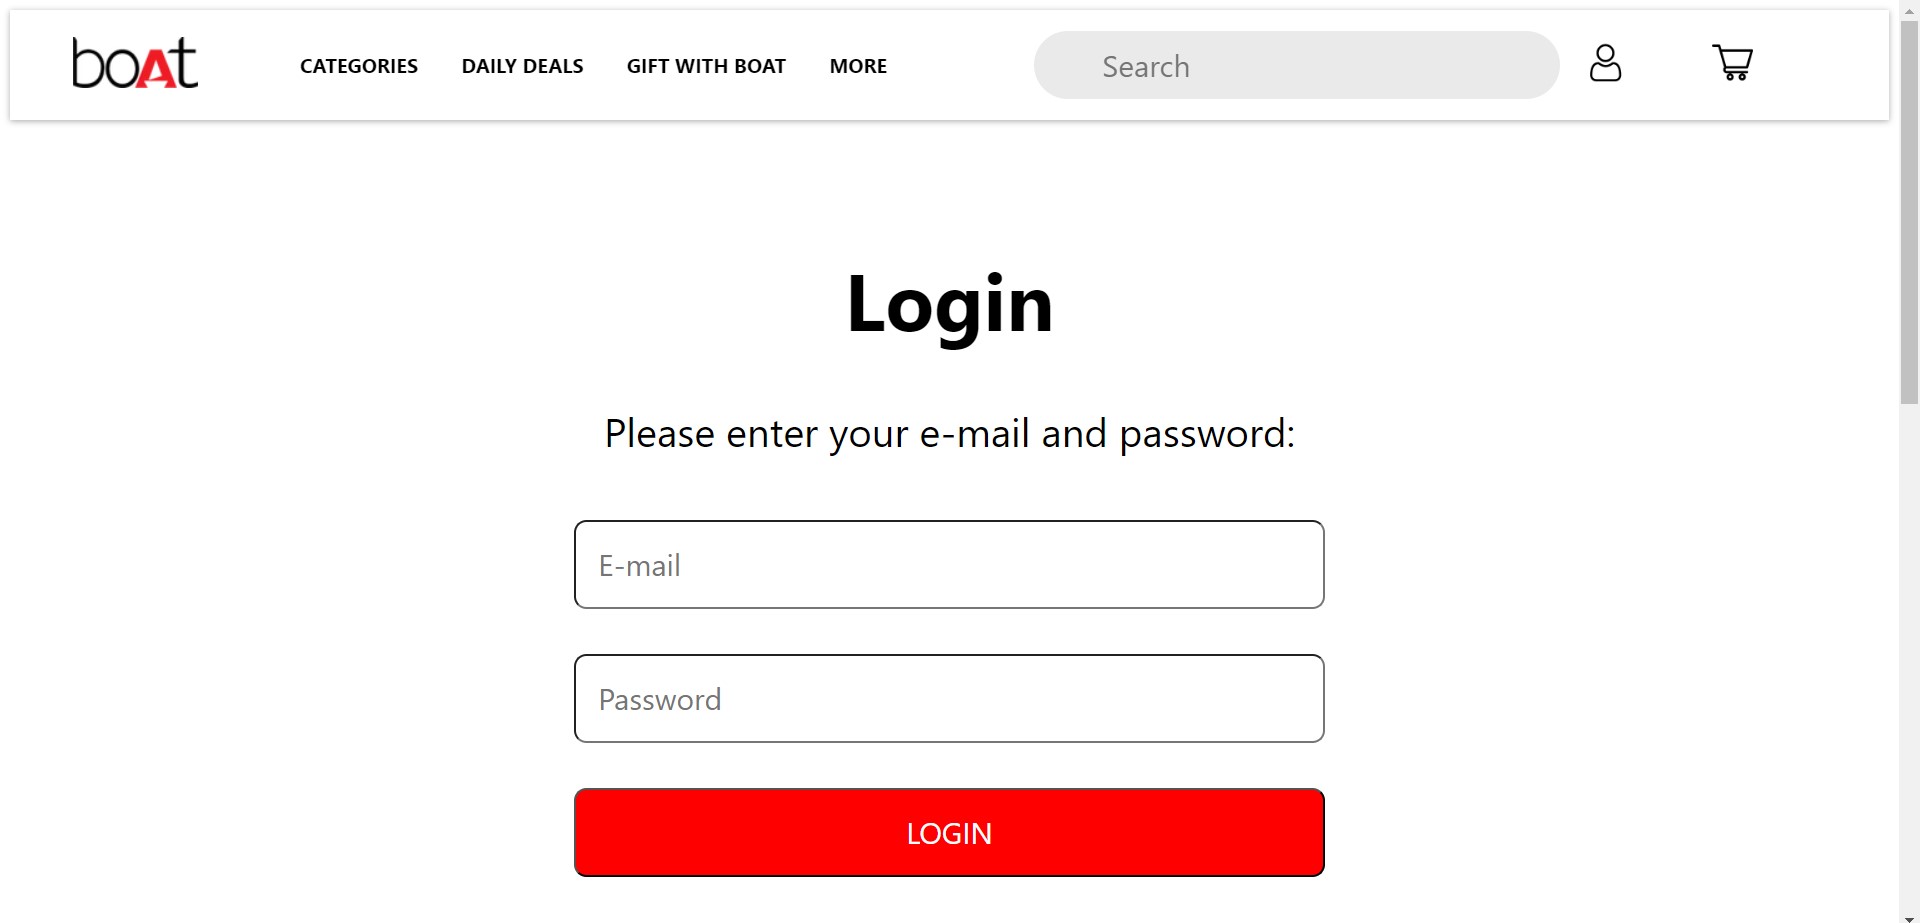 boAt
CATEGORIES DAILY DEALS GIFT WITH BOAT MORE Search
Login
Please enter your e-mail and password:
E-mail
Password
LOGIN